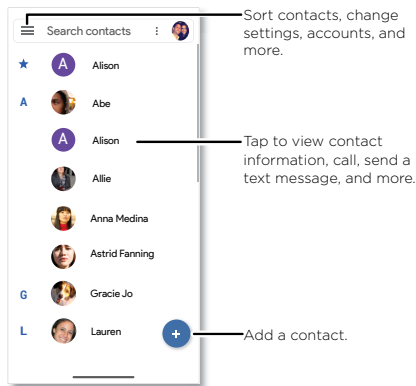 Search contacts
Sort contacts, change
settings, accounts, and
more.
★ A Alison
A Abe
A Alison
Tap to view contact
information, call, send a
text message, and more.
Allie
Anna Medina
Astrid Fanning
G Gracie Jo
L Lauren
+
Add a contact.